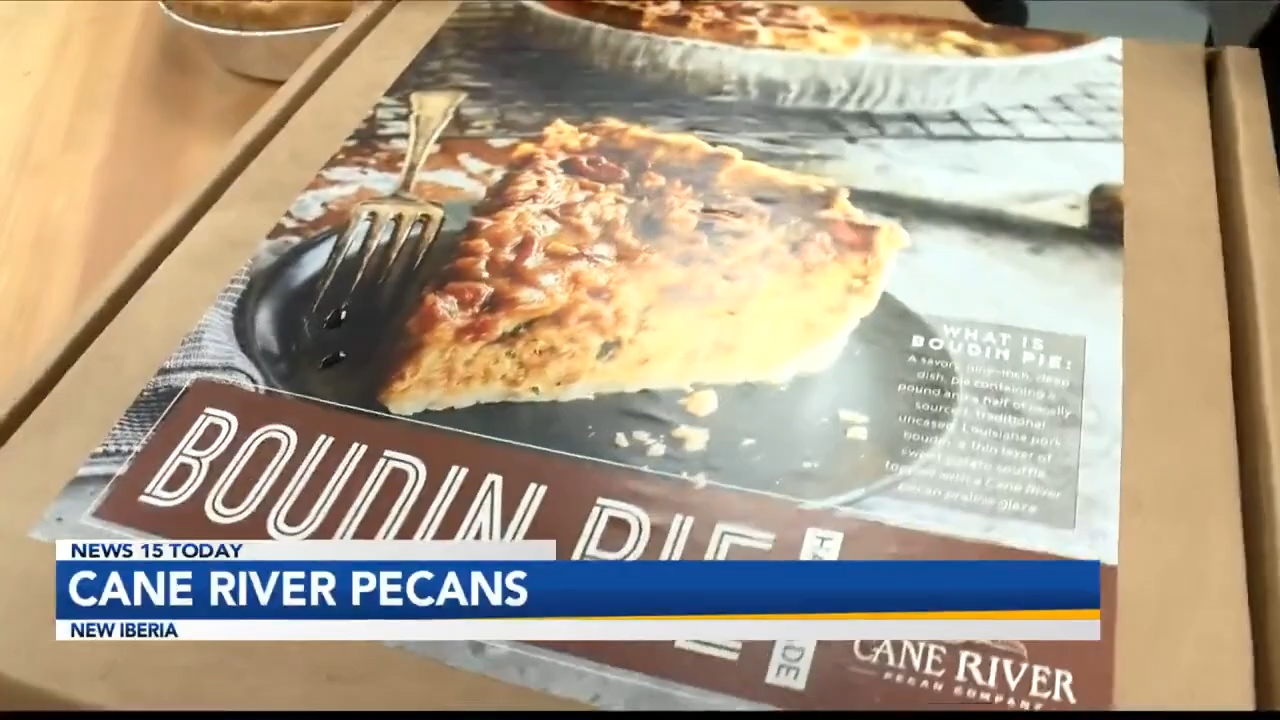 WHAT IS
BOUDIN PIE:
A savory, nine-inch, deep
dish, pie containing a
pound and a half of locally
sourced, traditional
uncased, Louisiana pork
boudin, a thin layer of
sweet potato soufflé,
topped with a Cane River
pecan praline glaze
BOUDIN PIE
NEWS 15 TODAY
CANE RIVER PECANS
NEW IBERIA
CANE RIVER
PECAN COMPANY